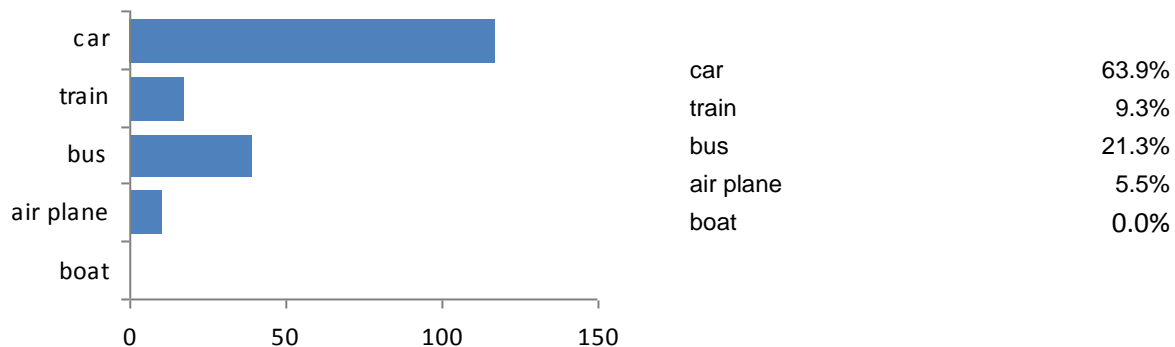 car
train
bus
air plane
boat
0 50 100 150
car 63.9%
train 9.3%
bus 21.3%
air plane 5.5%
boat 0.0%